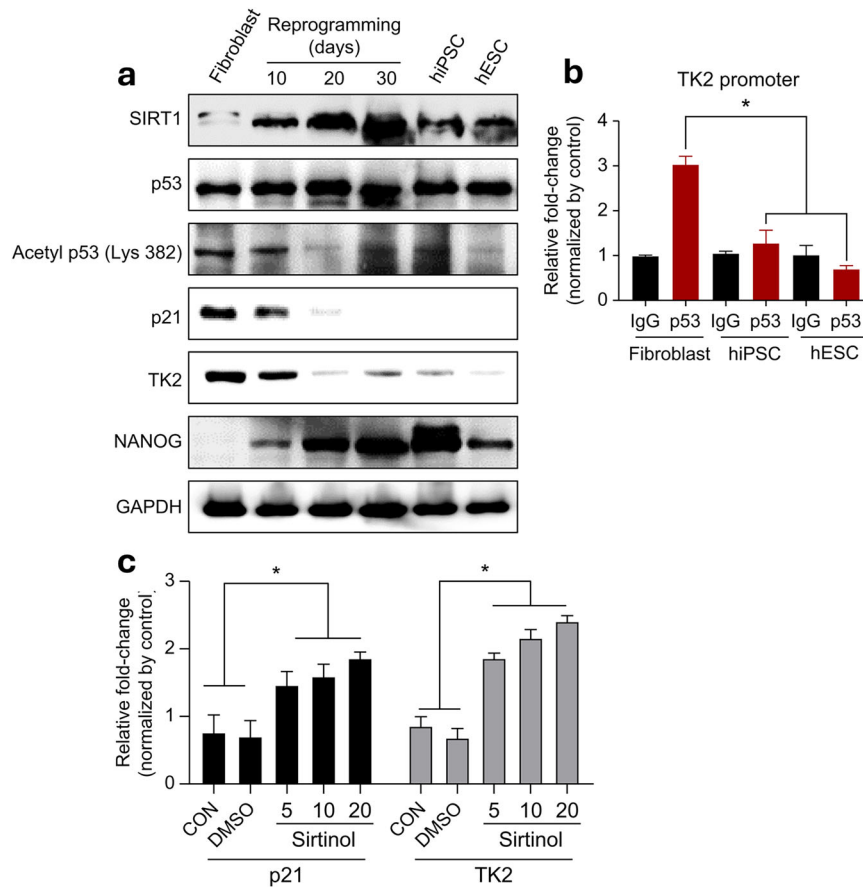 a
Fibroblast
Reprogramming
(days)
10 20 30
hiPSC
hESC
SIRT1
p53
Acetyl p53 (Lys 382)
p21
TK2
NANOG
GAPDH
b
TK2 promoter
*
Relative fold-change
(normalized by control)
4
3
2
1
0
IgG p53 IgG p53 IgG p53
Fibroblast hiPSC hESC
c
Relative fold-change
(normalized by control)
3
2
1
0
* *
CON DMSO 5 10 20 CON DMSO 5 10 20
Sirtinol Sirtinol
p21 TK2